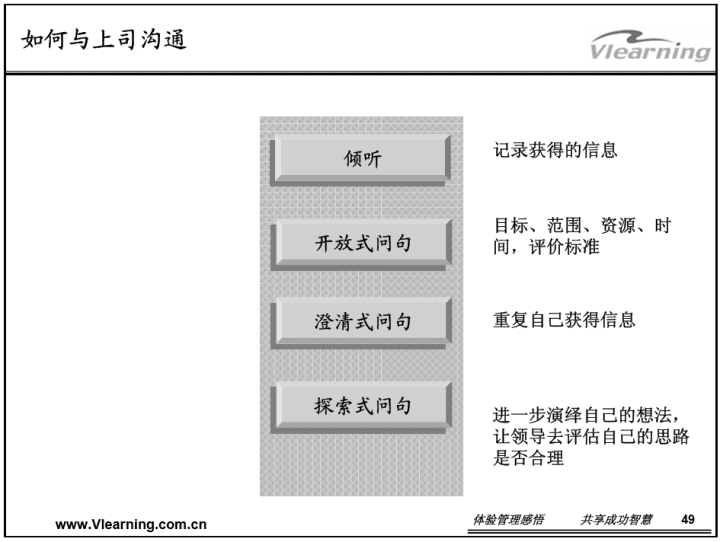 如何与上司沟通
Vlearning
倾听
记录获得的信息
开放式问句
目标、范围、资源、时
间，评价标准
澄清式问句
重复自己获得信息
探索式问句
进一步演绎自己的想法，
让领导去评估自己的思路
是否合理
www.Vlearning.com.cn
体验管理感悟 共享成功智慧 49